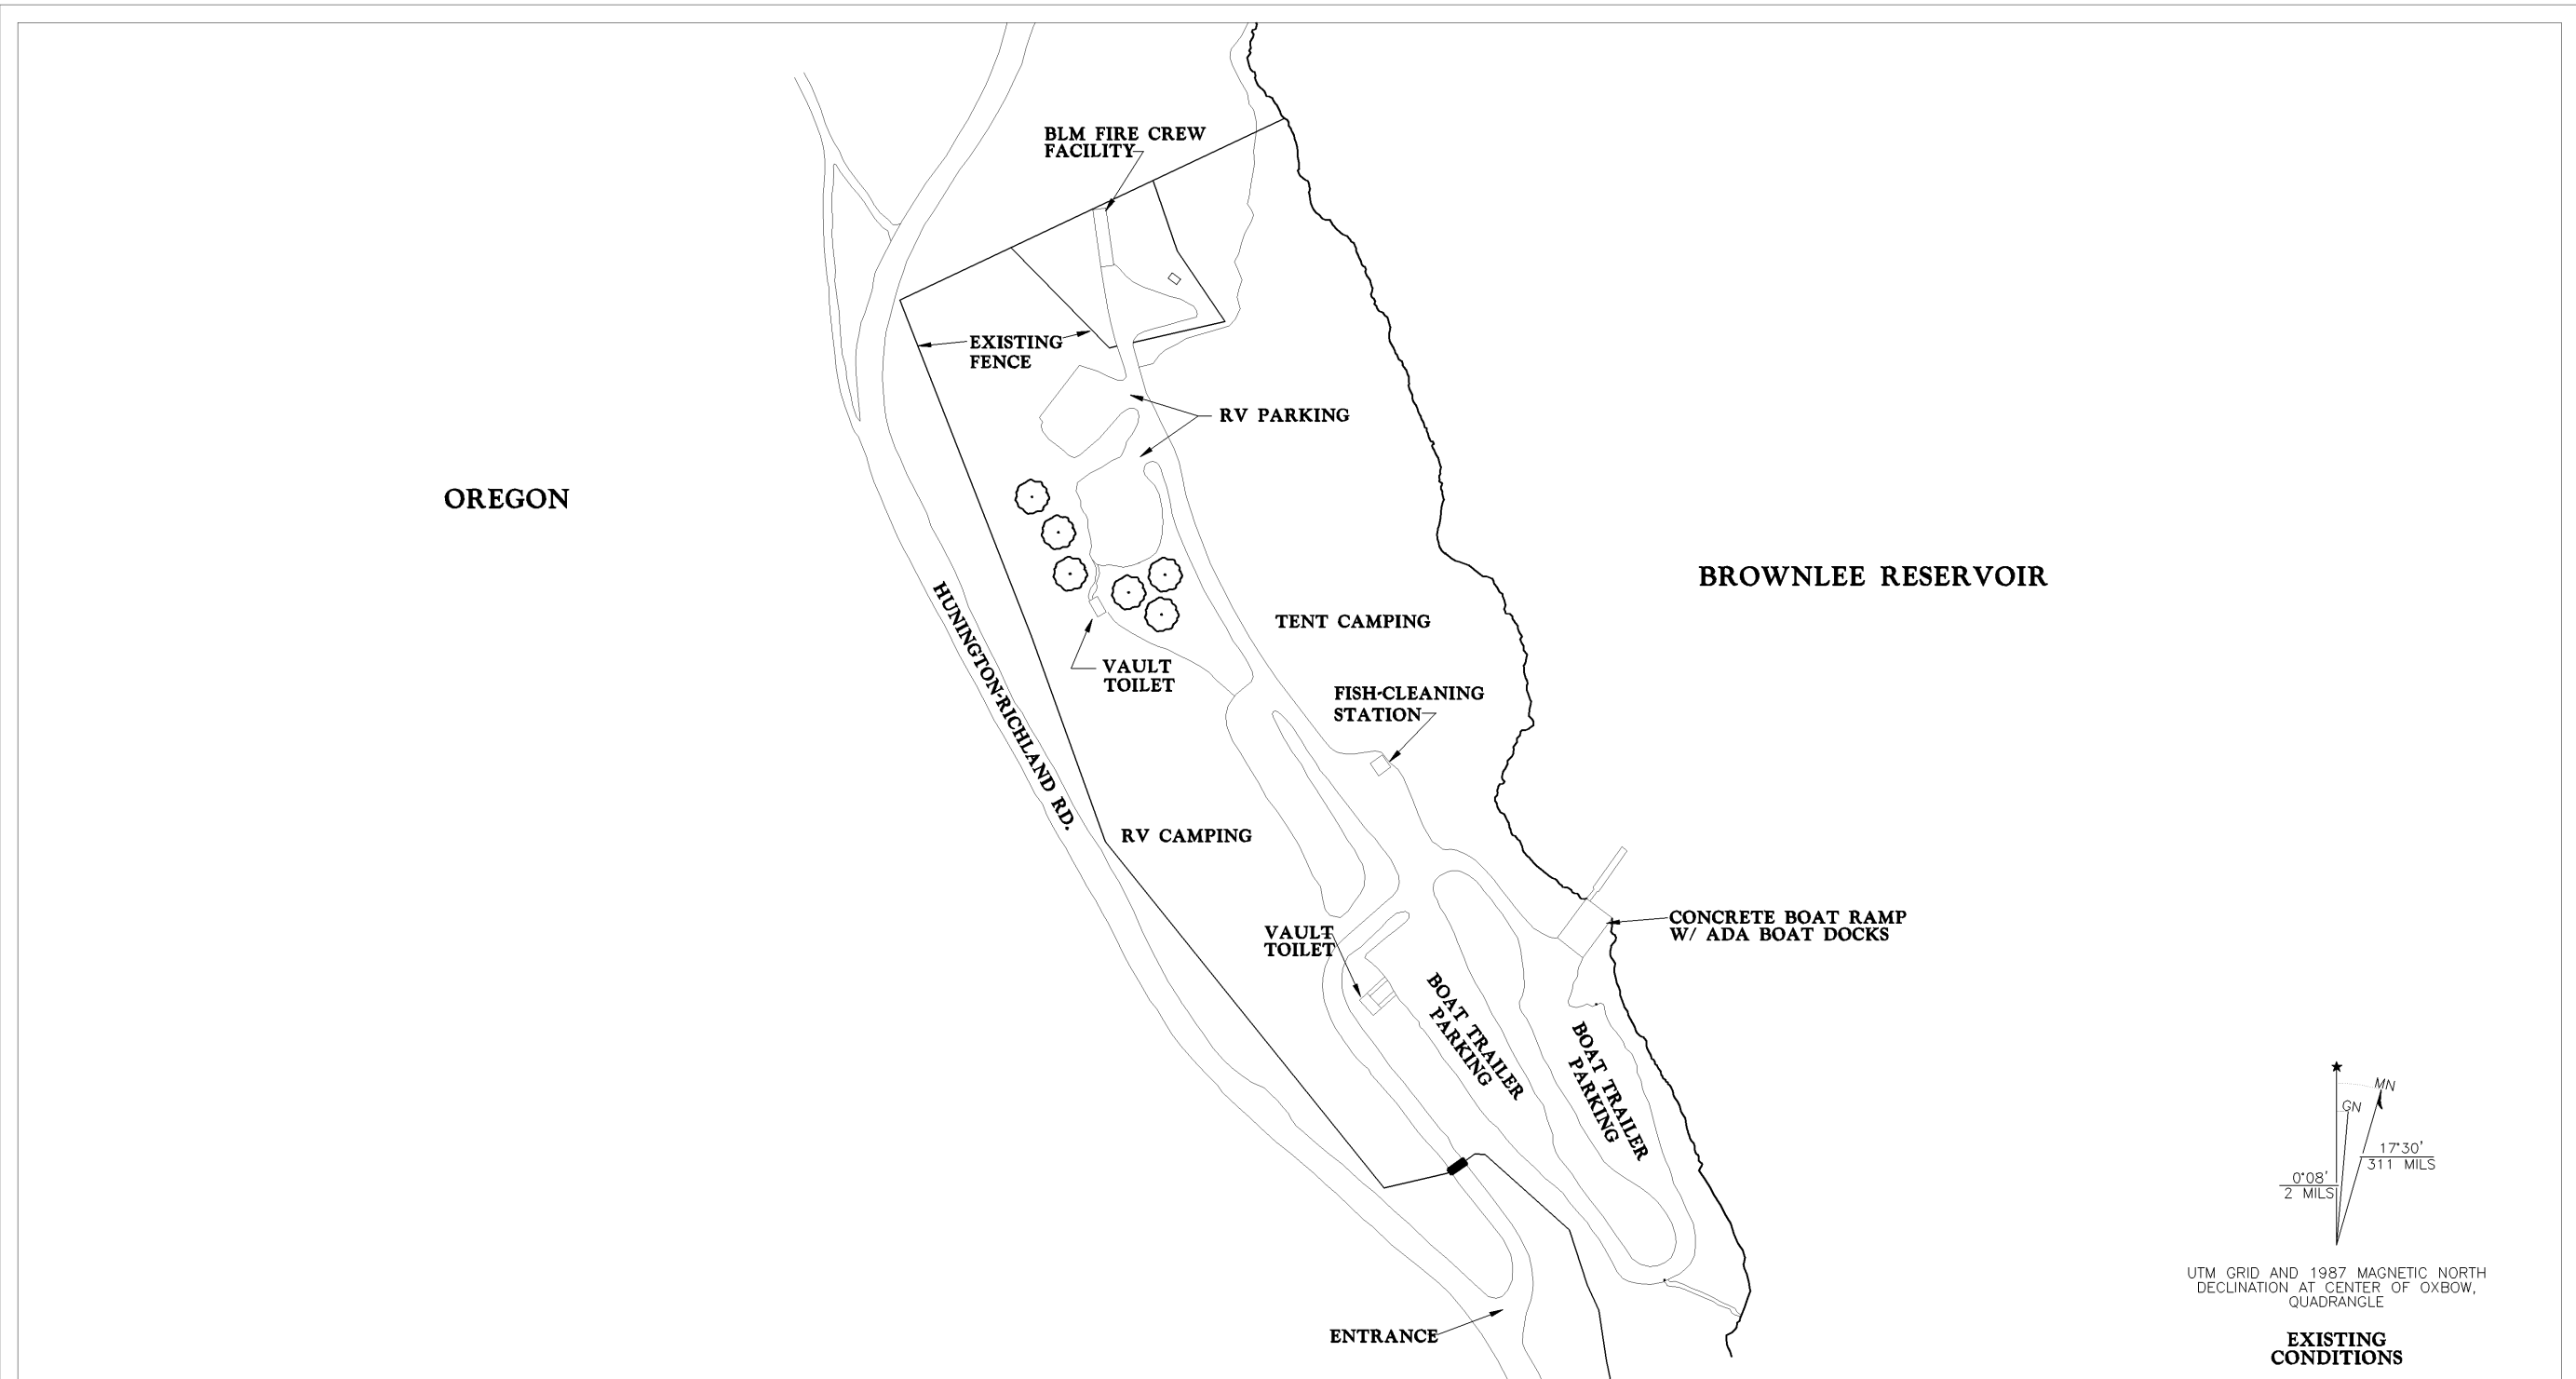 BLM FIRE CREW
FACILITY
EXISTING
FENCE
RV PARKING
OREGON
BROWNLEE RESERVOIR
TENT CAMPING
HUNINGTON-RICHLAND RD.
VAULT
TOILET
FISH-CLEANING
STATION
RV CAMPING
VAULT
TOILET
CONCRETE BOAT RAMP
W/ ADA BOAT DOCKS
BOAT TRAILER
PARKING
BOAT TRAILER
PARKING
MN
GN
17°30'
311 MILS
0°08'
2 MILS
UTM GRID AND 1987 MAGNETIC NORTH
DECLINATION AT CENTER OF OXBOW,
QUADRANGLE
ENTRANCE
EXISTING
CONDITIONS